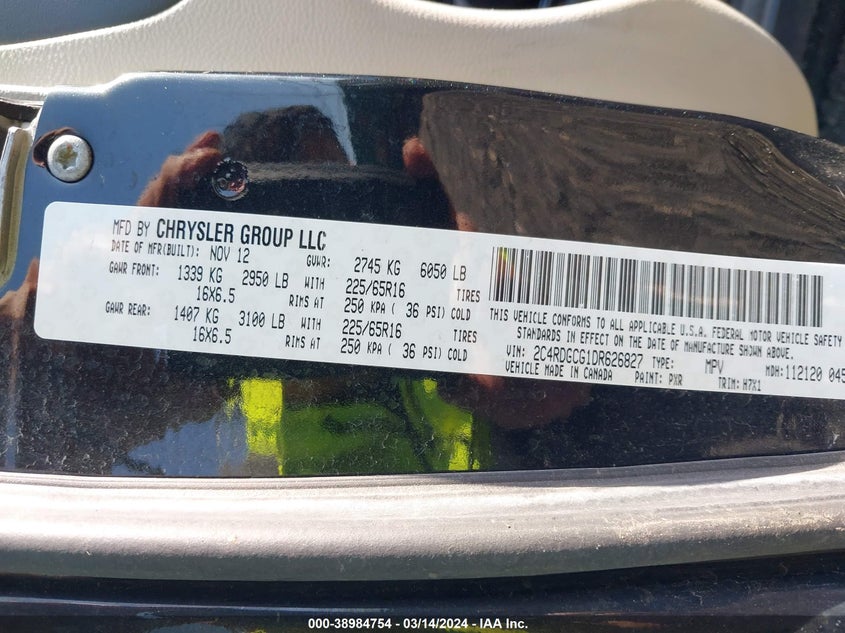 MFD BY CHRYSLER GROUP LLC
DATE OF MFR(BUILT): NOV 12 GVWR: 2745 KG 6050 LB
GAWR FRONT: 1339 KG 2950 LB WITH 225/65R16 TIRES
16X6.5 RIMS AT 250 KPA ( 36 PSI) COLD
GAWR REAR: 1407 KG 3100 LB WITH 225/65R16 TIRES
16X6.5 RIMS AT 250 KPA ( 36 PSI) COLD
THIS VEHICLE CONFORMS TO ALL APPLICABLE U.S.A. FEDERAL MOTOR VEHICLE SAFETY
STANDARDS IN EFFECT ON THE DATE OF MANUFACTURE SHOWN ABOVE.
VIN: 2C4RDGCG1DR626827 TYPE: MPV MDH: 112120 045
VEHICLE MADE IN CANADA PAINT: PXR TRIM: H7X1
000-38984754 - 03/14/2024 - IAA Inc.